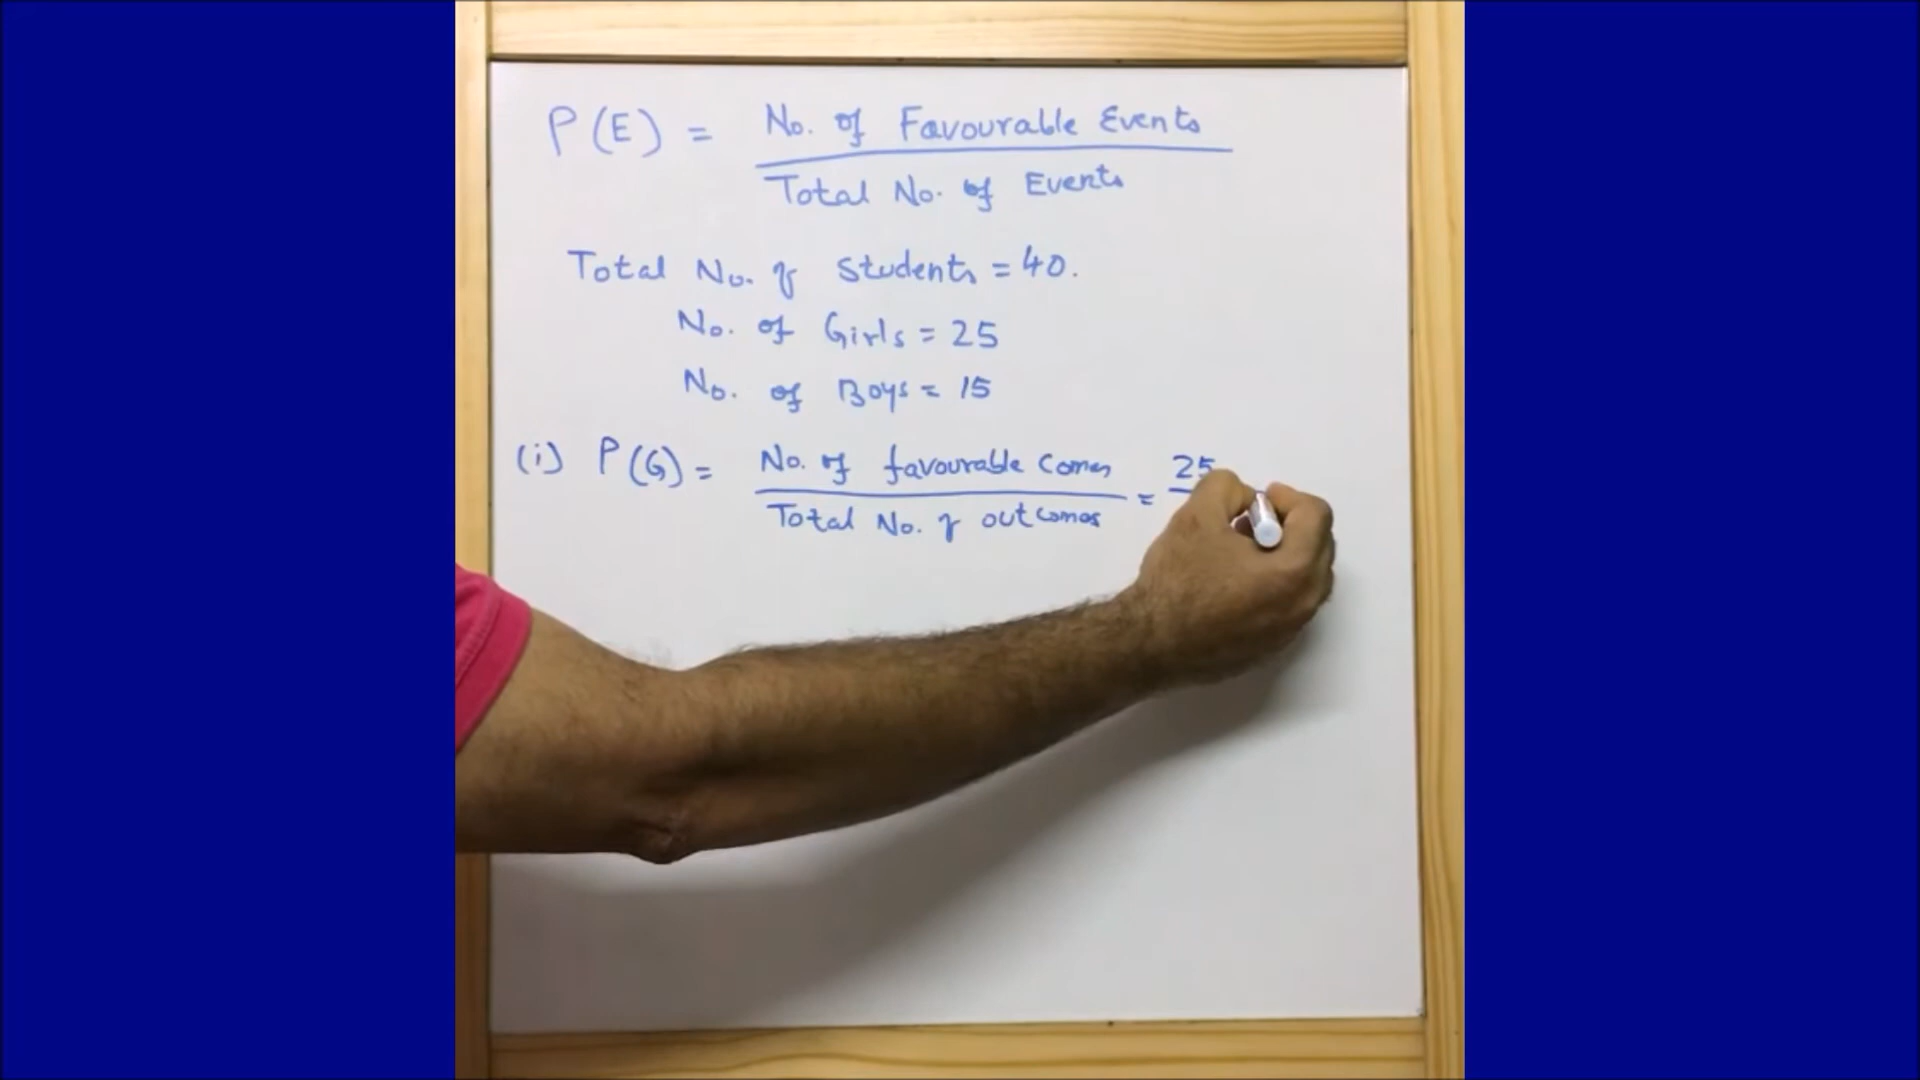 P(E) = No. of Favourable Events
Total No. of Events
Total No. of Students = 40.
No. of Girls = 25
No. of Boys = 15
(i) P(G) = No. of favourable Comes = 25
Total No. of outcomes